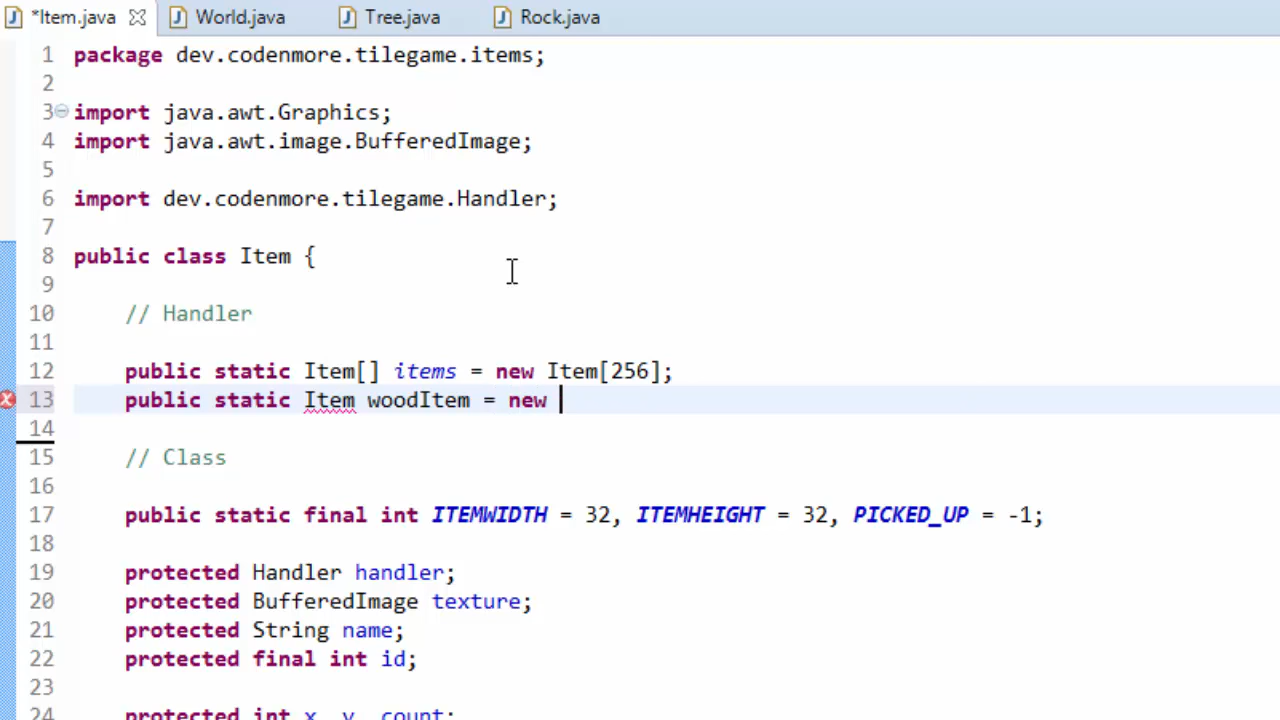 *Item.java World.java Tree.java Rock.java
1 package dev.codenmore.tilegame.items;
2
3 import java.awt.Graphics;
4 import java.awt.image.BufferedImage;
5
6 import dev.codenmore.tilegame.Handler;
7
8 public class Item {
9
10 // Handler
11
12 public static Item[] items = new Item[256];
13 public static Item woodItem = new
14
15 // Class
16
17 public static final int ITEMWIDTH = 32, ITEMHEIGHT = 32, PICKED_UP = -1;
18
19 protected Handler handler;
20 protected BufferedImage texture;
21 protected String name;
22 protected final int id;
23
24 protected int x, y, count;